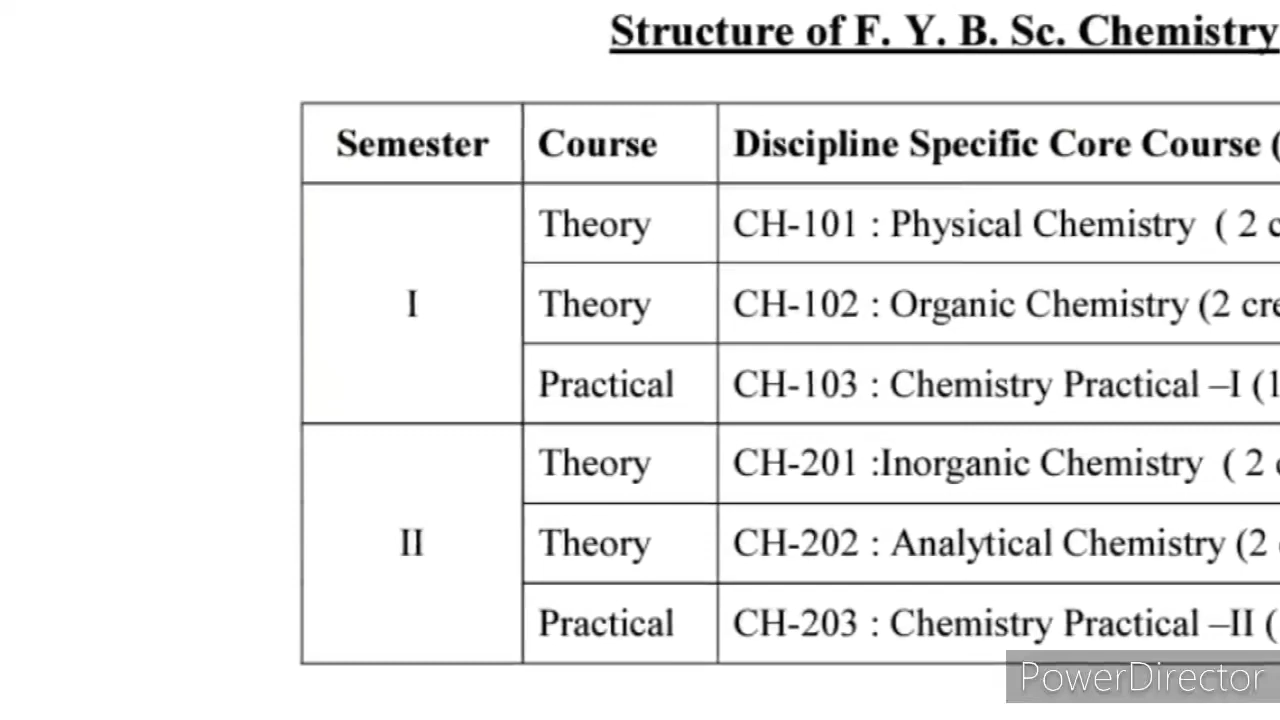 Structure of F. Y. B. Sc. Chemistry
Semester Course Discipline Specific Core Course (
I
Theory CH-101 : Physical Chemistry ( 2 c
Theory CH-102 : Organic Chemistry (2 cre
Practical CH-103 : Chemistry Practical –I (1
II
Theory CH-201 :Inorganic Chemistry ( 2
Theory CH-202 : Analytical Chemistry (2
Practical CH-203 : Chemistry Practical –II (
PowerDirector